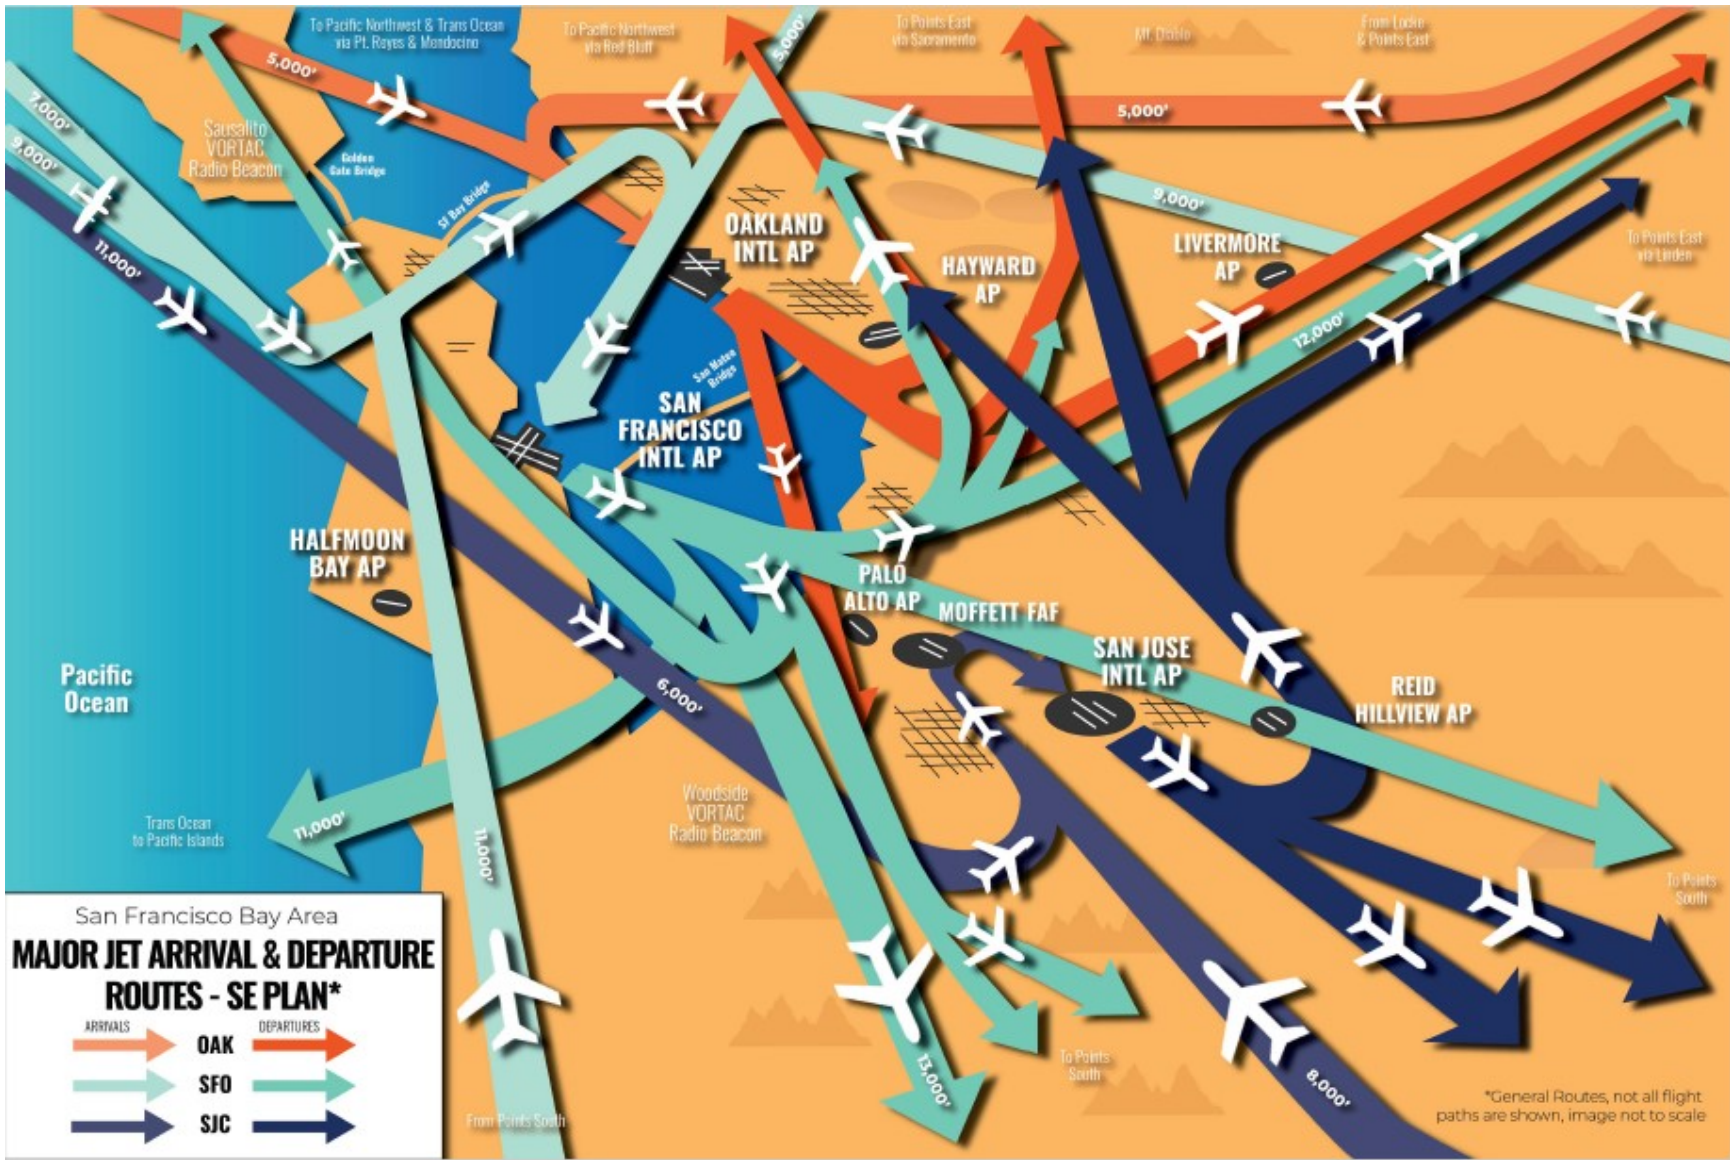 To Pacific Northwest & Trans Ocean
via Pt. Reyes & Mendocino
To Pacific Northwest
via Red Bluff
5,000'
To Points East
via Sacramento
Mt. Diablo
From Locke
& Points East
5,000'
5,000'
7,000'
9,000'
11,000'
Sausalito
VORTAC
Radio Beacon
Golden
Gate Bridge
SF Bay Bridge
OAKLAND
INTL AP
HAYWARD
AP
9,000'
LIVERMORE
AP
To Points East
via Linden
12,000'
San Mateo
Bridge
SAN
FRANCISCO
INTL AP
HALFMOON
BAY AP
PALO
ALTO AP
MOFFETT FAF
SAN JOSE
INTL AP
REID
HILLVIEW AP
Pacific
Ocean
6,000'
Woodside
VORTAC
Radio Beacon
Trans Ocean
to Pacific Islands
11,000'
11,000'
To Points
South
To Points
South
13,000'
8,000'
From Points South
San Francisco Bay Area
MAJOR JET ARRIVAL & DEPARTURE
ROUTES - SE PLAN*
ARRIVALS DEPARTURES
OAK
SFO
SJC
*General Routes, not all flight
paths are shown, image not to scale